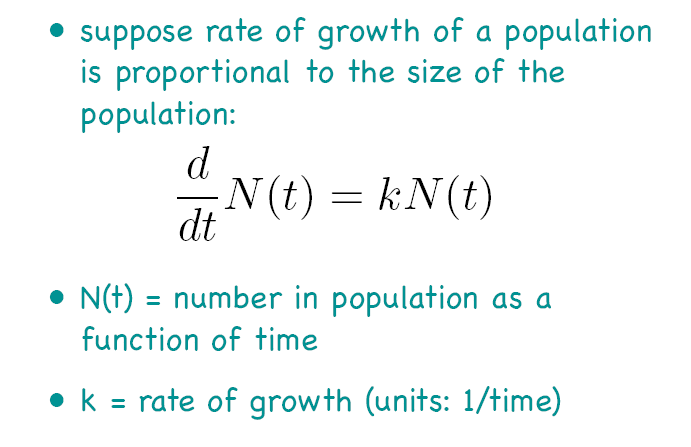 • suppose rate of growth of a population
is proportional to the size of the
population:
d/dt N(t) = kN(t)
• N(t) = number in population as a
function of time
• k = rate of growth (units: 1/time)